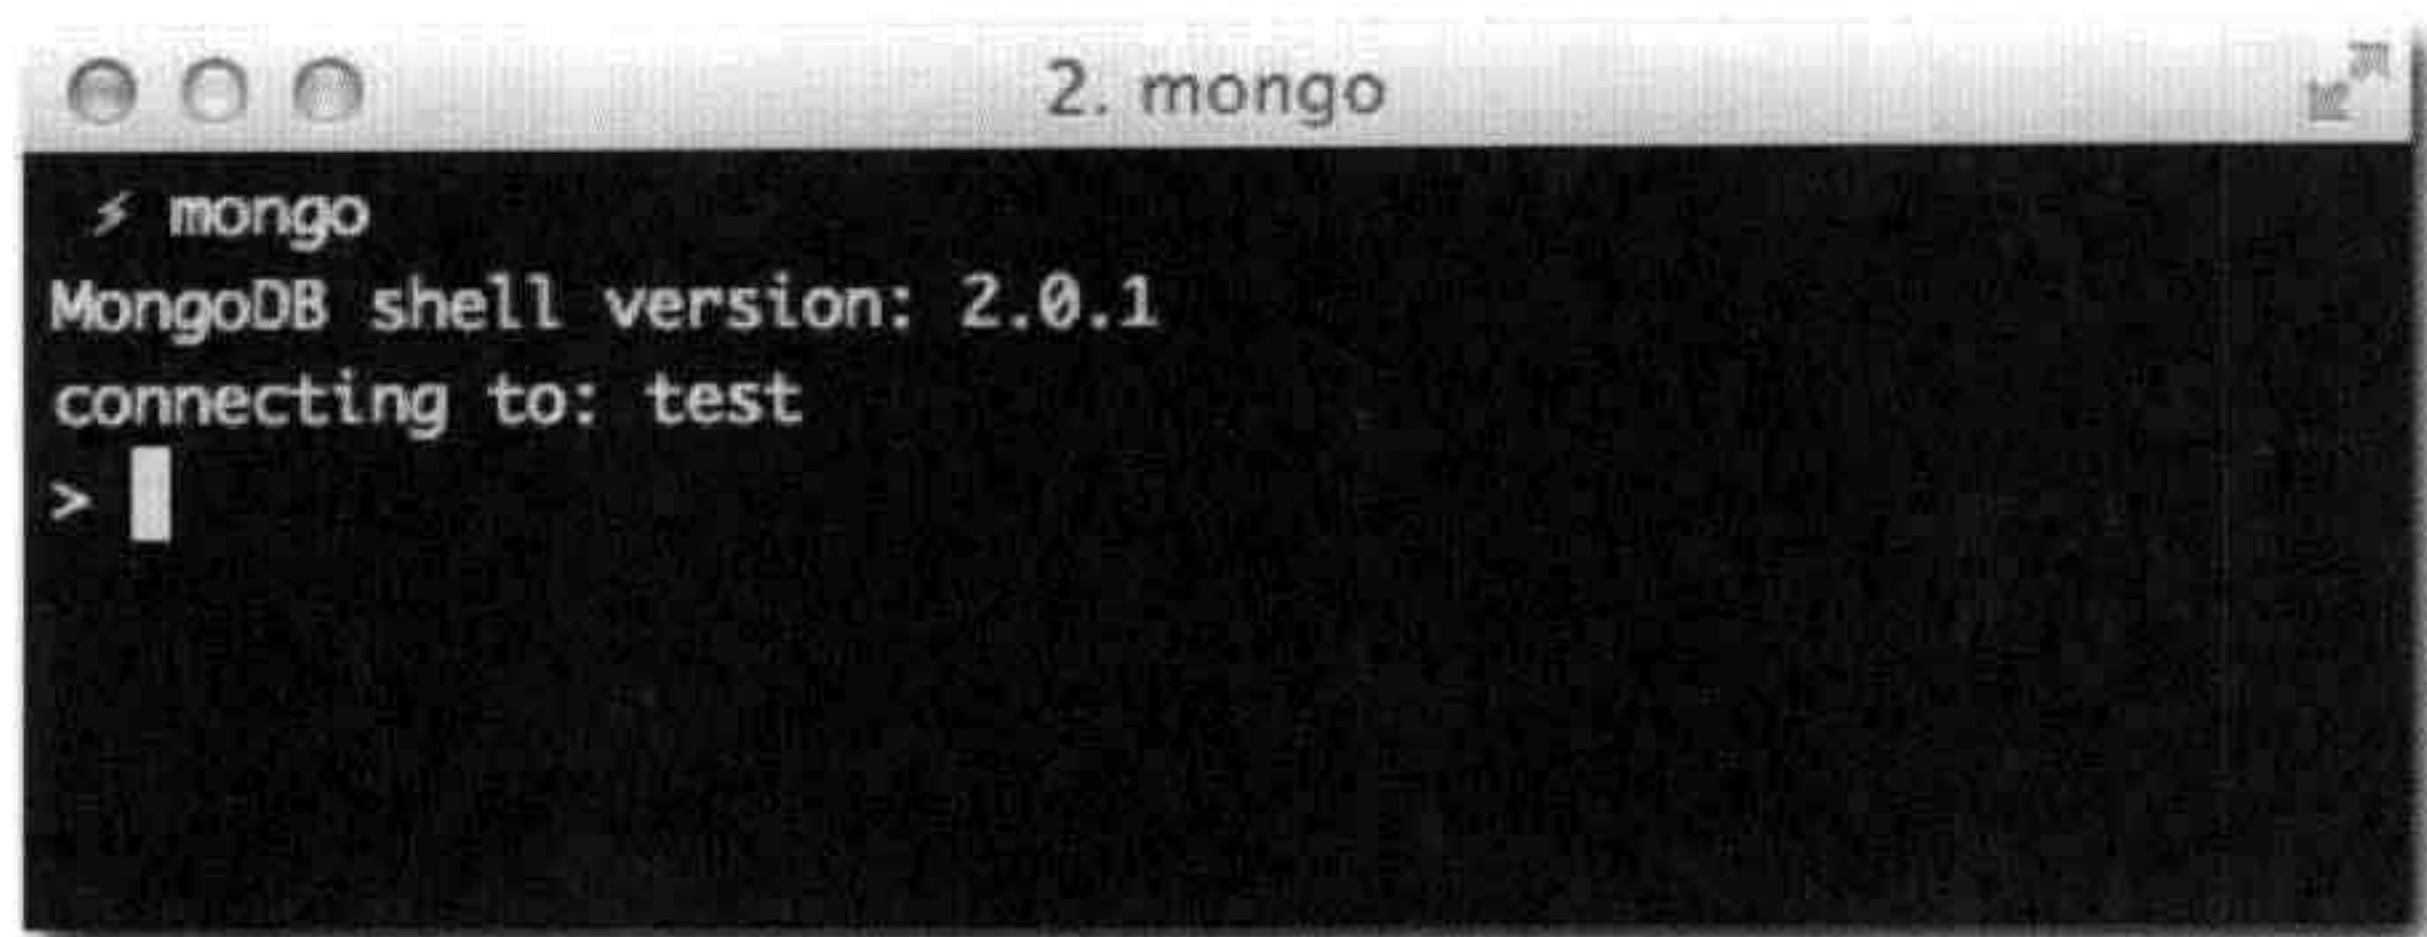 2. mongo
⚡ mongo
MongoDB shell version: 2.0.1
connecting to: test
>